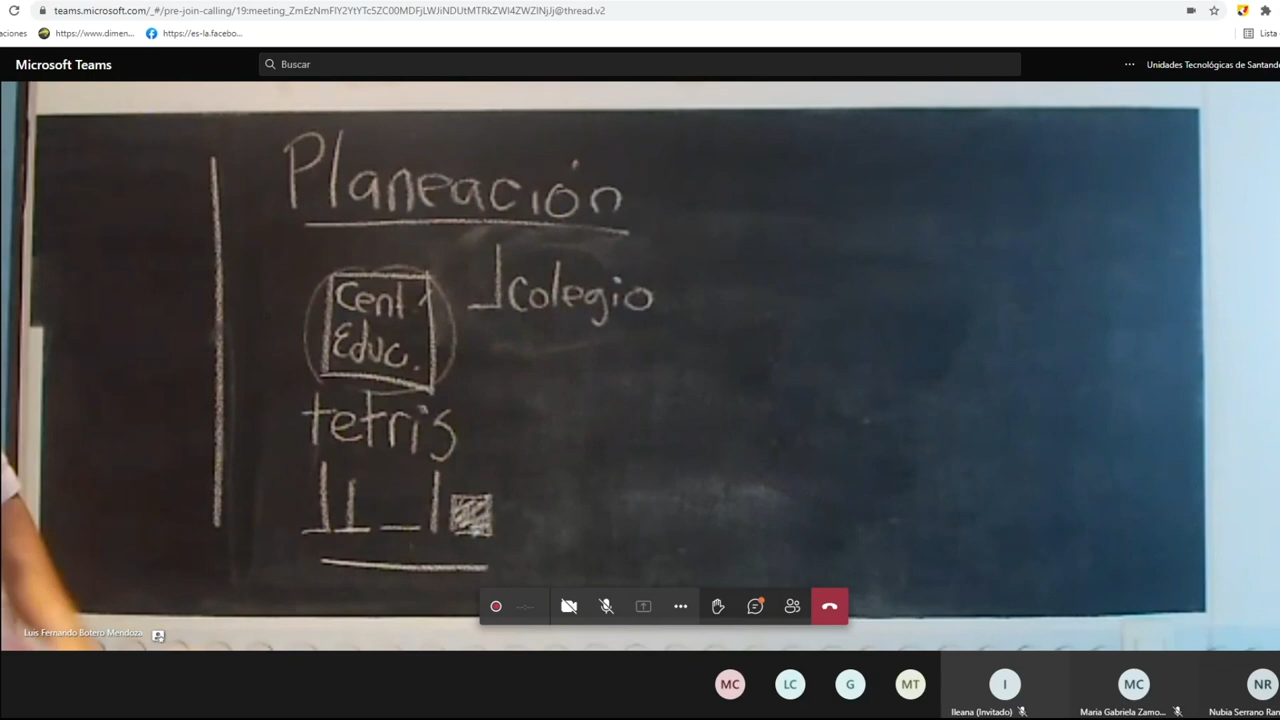 teams.microsoft.com/_#/pre-join-calling/19:meeting_ZmEzNmFlY2YtYTc5ZC00MDFjLWJiNDUtMTRkZWI4ZWZlNjJj@thread.v2
aciones https://www.dimen... https://es-la.facebo... Lista
Microsoft Teams Buscar ... Unidades Tecnológicas de Santande
Planeación
Colegio
Cent
Educ.
tetris
Luis Fernando Botero Mendoza
MC LC G MT I MC NR
Ileana (Invitado) Maria Gabriela Zamo... Nubia Serrano Ran